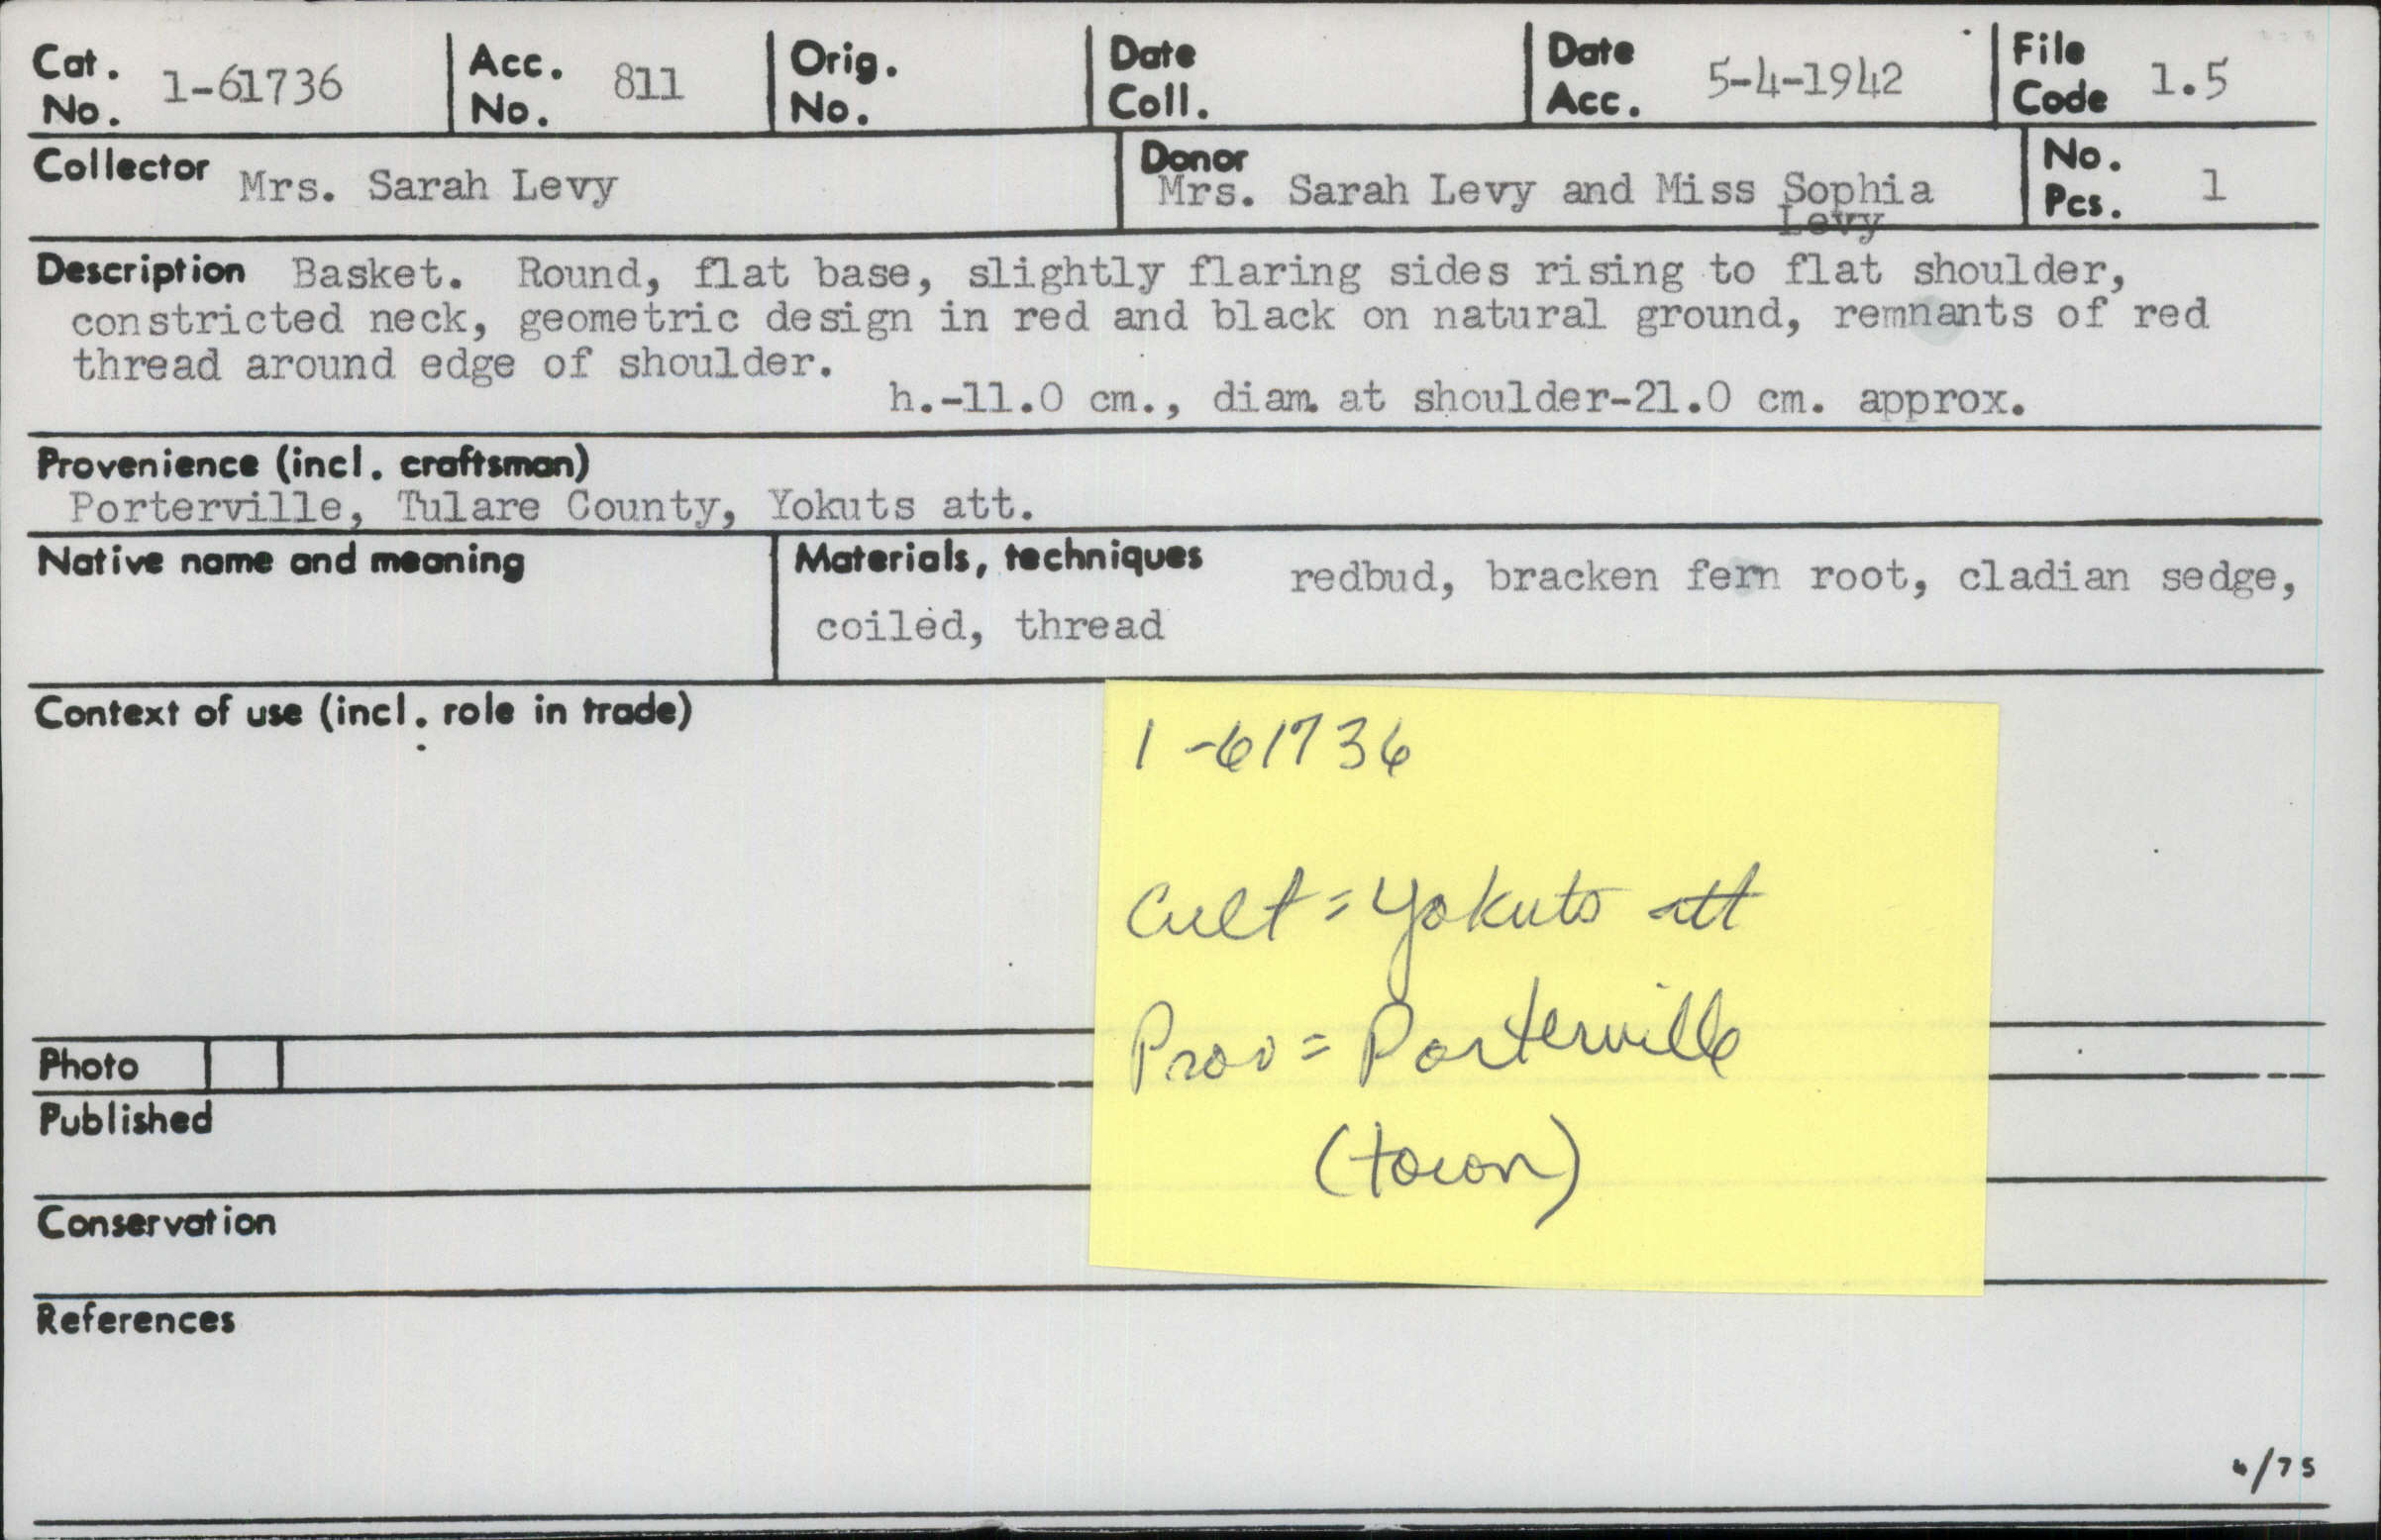 Cat. No. 1-61736 Acc. No. 811 Orig. No. Date Coll. Date Acc. 5-4-1942 File Code 1.5
Collector Mrs. Sarah Levy Donor Mrs. Sarah Levy and Miss Sophia Levy No. Pcs. 1
Description Basket. Round, flat base, slightly flaring sides rising to flat shoulder,
constricted neck, geometric design in red and black on natural ground, remnants of red
thread around edge of shoulder.
h.-11.0 cm., diam. at shoulder-21.0 cm. approx.
Provenience (incl. craftsman)
Porterville, Tulare County, Yokuts att.
Native name and meaning
Materials, techniques redbud, bracken fern root, cladian sedge,
coiled, thread
Context of use (incl. role in trade)
1-61736
Cult = Yokuts att
Prov = Porterville
(town)
Photo
Published
Conservation
References
4/75